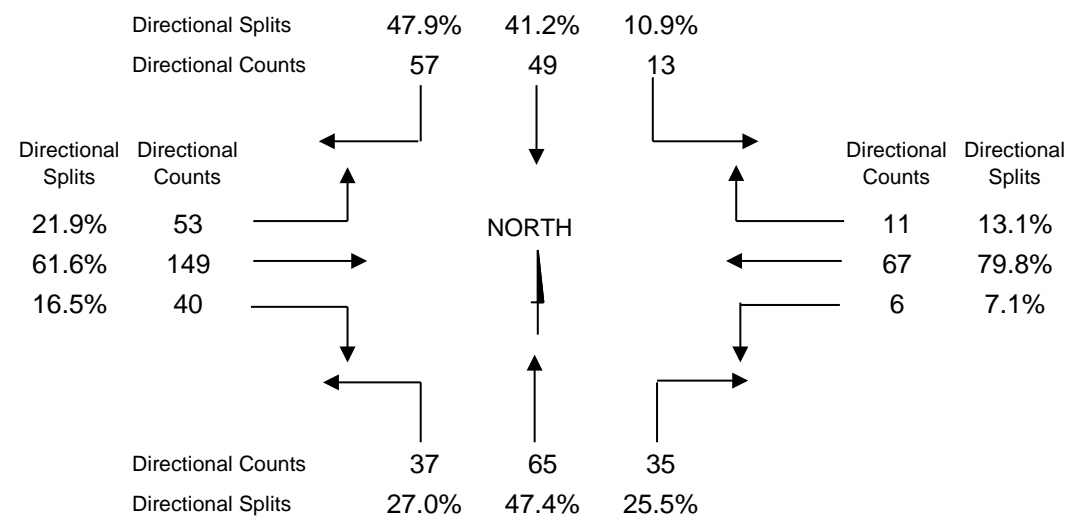 Directional Splits 47.9% 41.2% 10.9%
Directional Counts 57 49 13
Directional Directional Directional Directional
Splits Counts Counts Splits
21.9% 53 NORTH 11 13.1%
61.6% 149 67 79.8%
16.5% 40 6 7.1%
Directional Counts 37 65 35
Directional Splits 27.0% 47.4% 25.5%